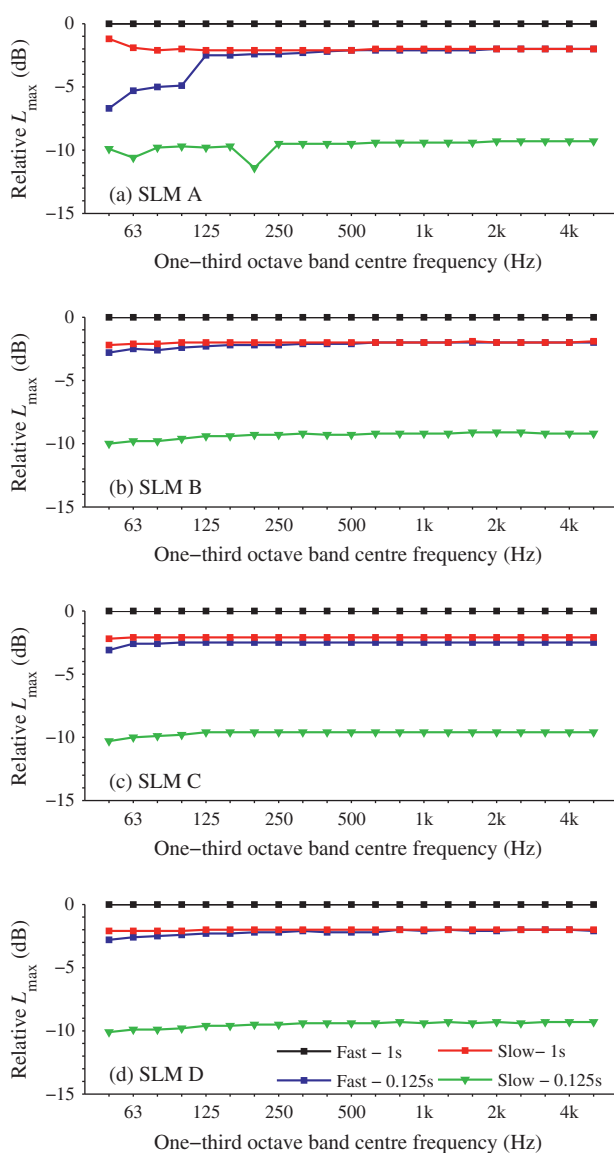 0
−5
−10
−15
Relative Lmax (dB)
(a) SLM A
63 125 250 500 1k 2k 4k
One−third octave band centre frequency (Hz)
0
−5
−10
−15
Relative Lmax (dB)
(b) SLM B
63 125 250 500 1k 2k 4k
One−third octave band centre frequency (Hz)
0
−5
−10
−15
Relative Lmax (dB)
(c) SLM C
63 125 250 500 1k 2k 4k
One−third octave band centre frequency (Hz)
0
−5
−10
−15
Relative Lmax (dB)
Fast − 1s Slow− 1s
(d) SLM D
Fast − 0.125s Slow − 0.125s
63 125 250 500 1k 2k 4k
One−third octave band centre frequency (Hz)